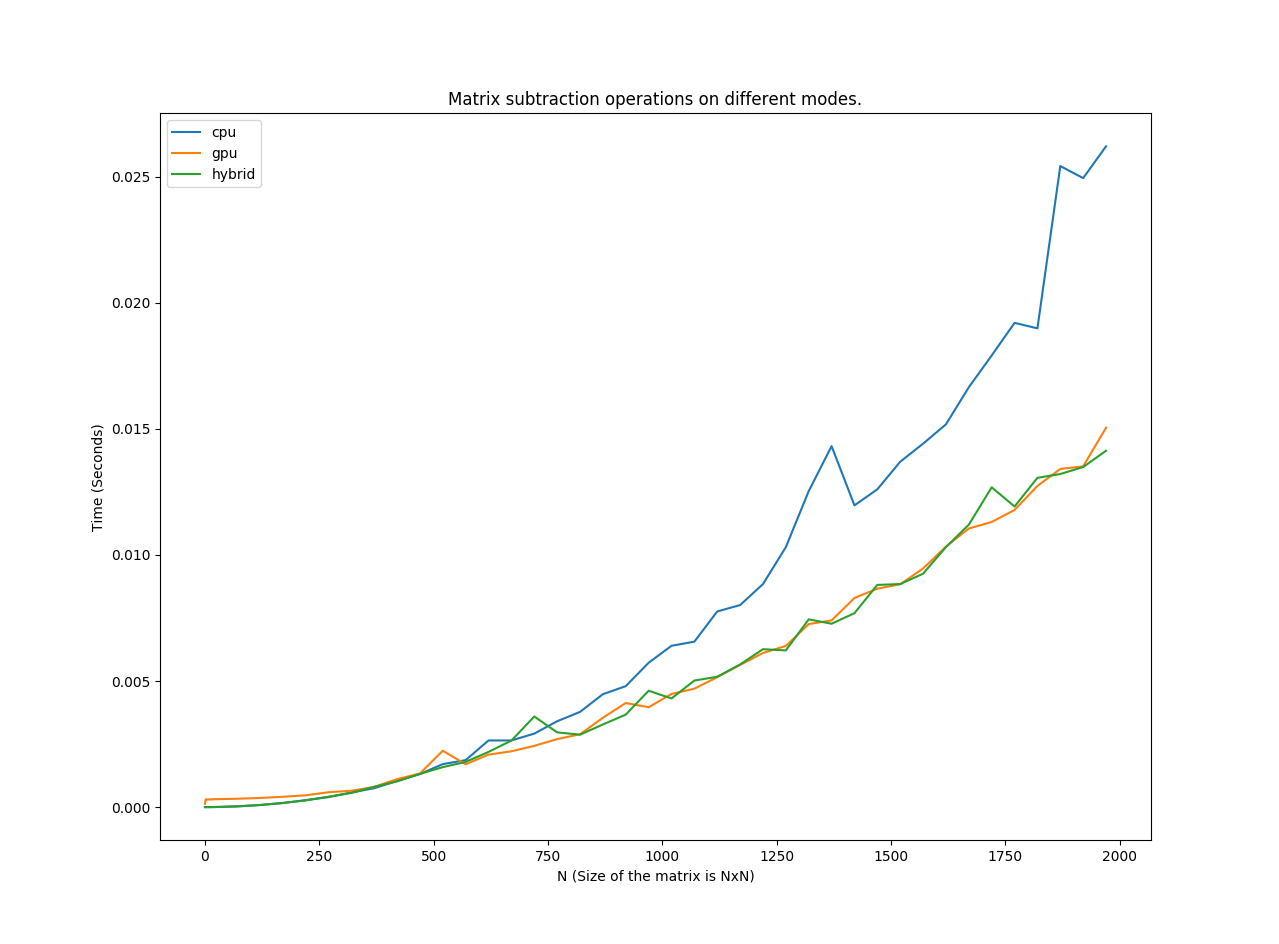 Matrix subtraction operations on different modes.
cpu
gpu
hybrid
0.025
0.020
0.015
0.010
0.005
0.000
Time (Seconds)
0 250 500 750 1000 1250 1500 1750 2000
N (Size of the matrix is NxN)